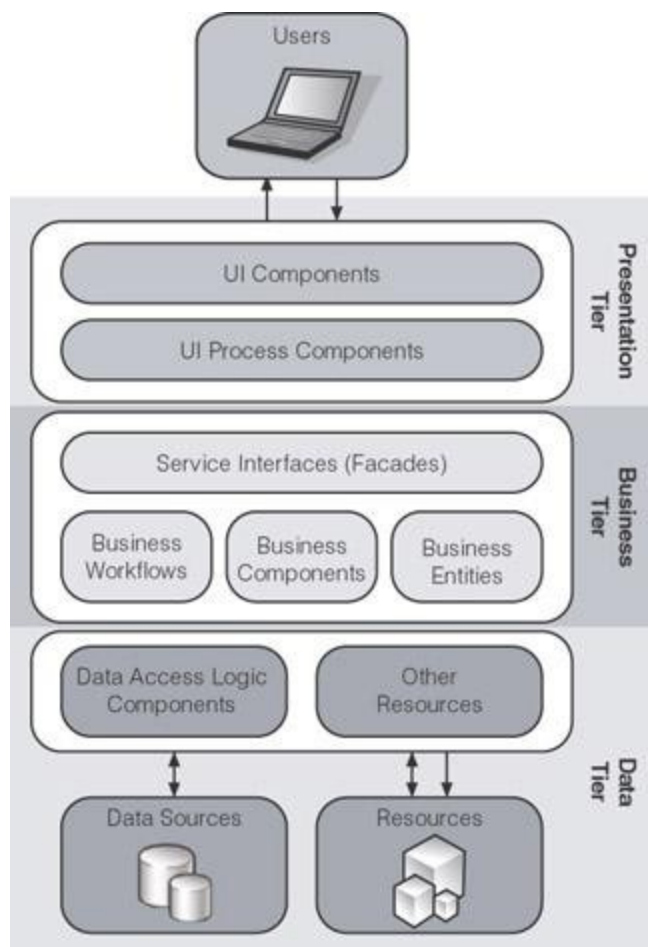 Users
UI Components
UI Process Components
Presentation
Tier
Service Interfaces (Facades)
Business
Workflows
Business
Components
Business
Entities
Business
Tier
Data Access Logic
Components
Other
Resources
Data Sources
Resources
Data
Tier